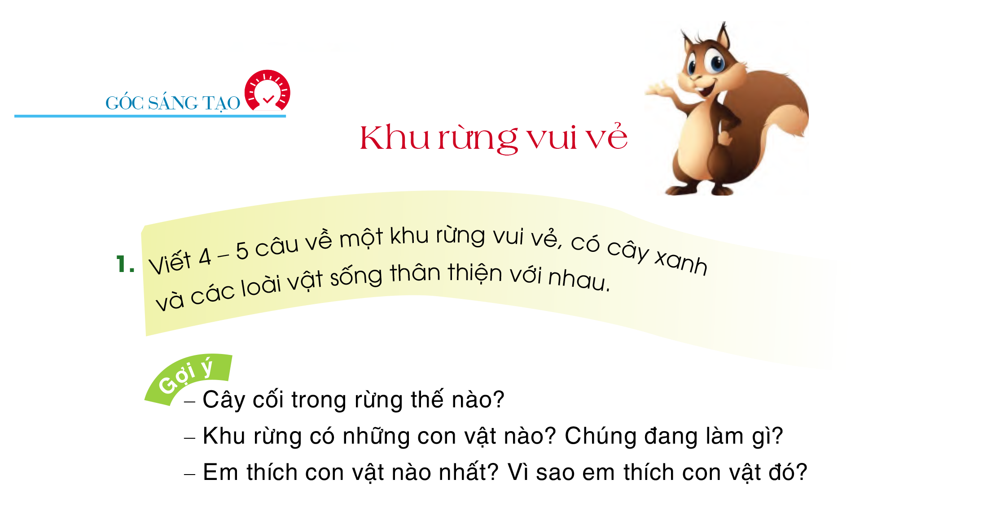 GÓC SÁNG TẠO
Khu rừng vui vẻ
1. Viết 4 – 5 câu về một khu rừng vui vẻ, có cây xanh
và các loài vật sống thân thiện với nhau.
Gợi ý
– Cây cối trong rừng thế nào?
– Khu rừng có những con vật nào? Chúng đang làm gì?
– Em thích con vật nào nhất? Vì sao em thích con vật đó?